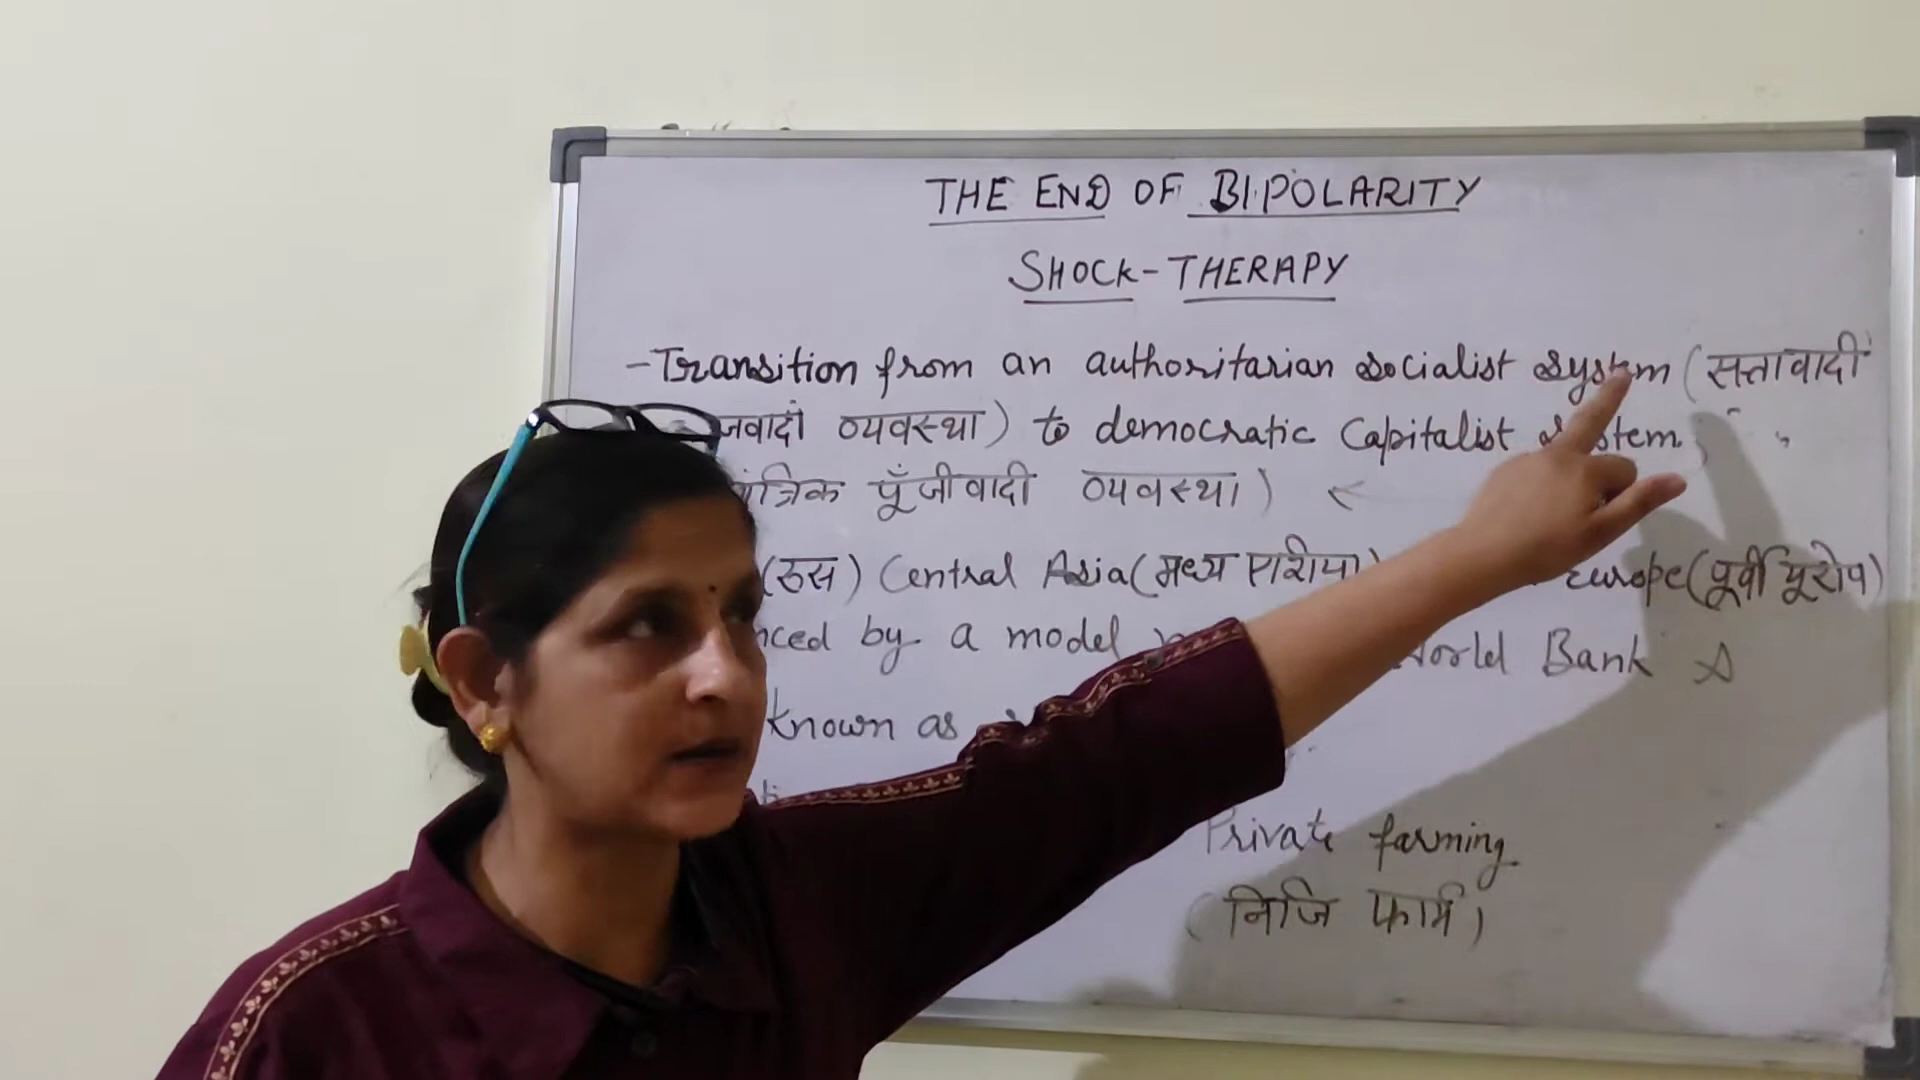 THE END OF BIPOLARITY
SHOCK-THERAPY
- Transition from an authoritarian socialist system (सत्तावादी
व्यवस्था) to democratic Capitalist system
पूँजीवादी व्यवस्था)
(रूस) Central Asia (मध्य एशिया) Europe (पूर्वी यूरोप)
by a model World Bank &
known as
Private farming
(निजि फार्म)